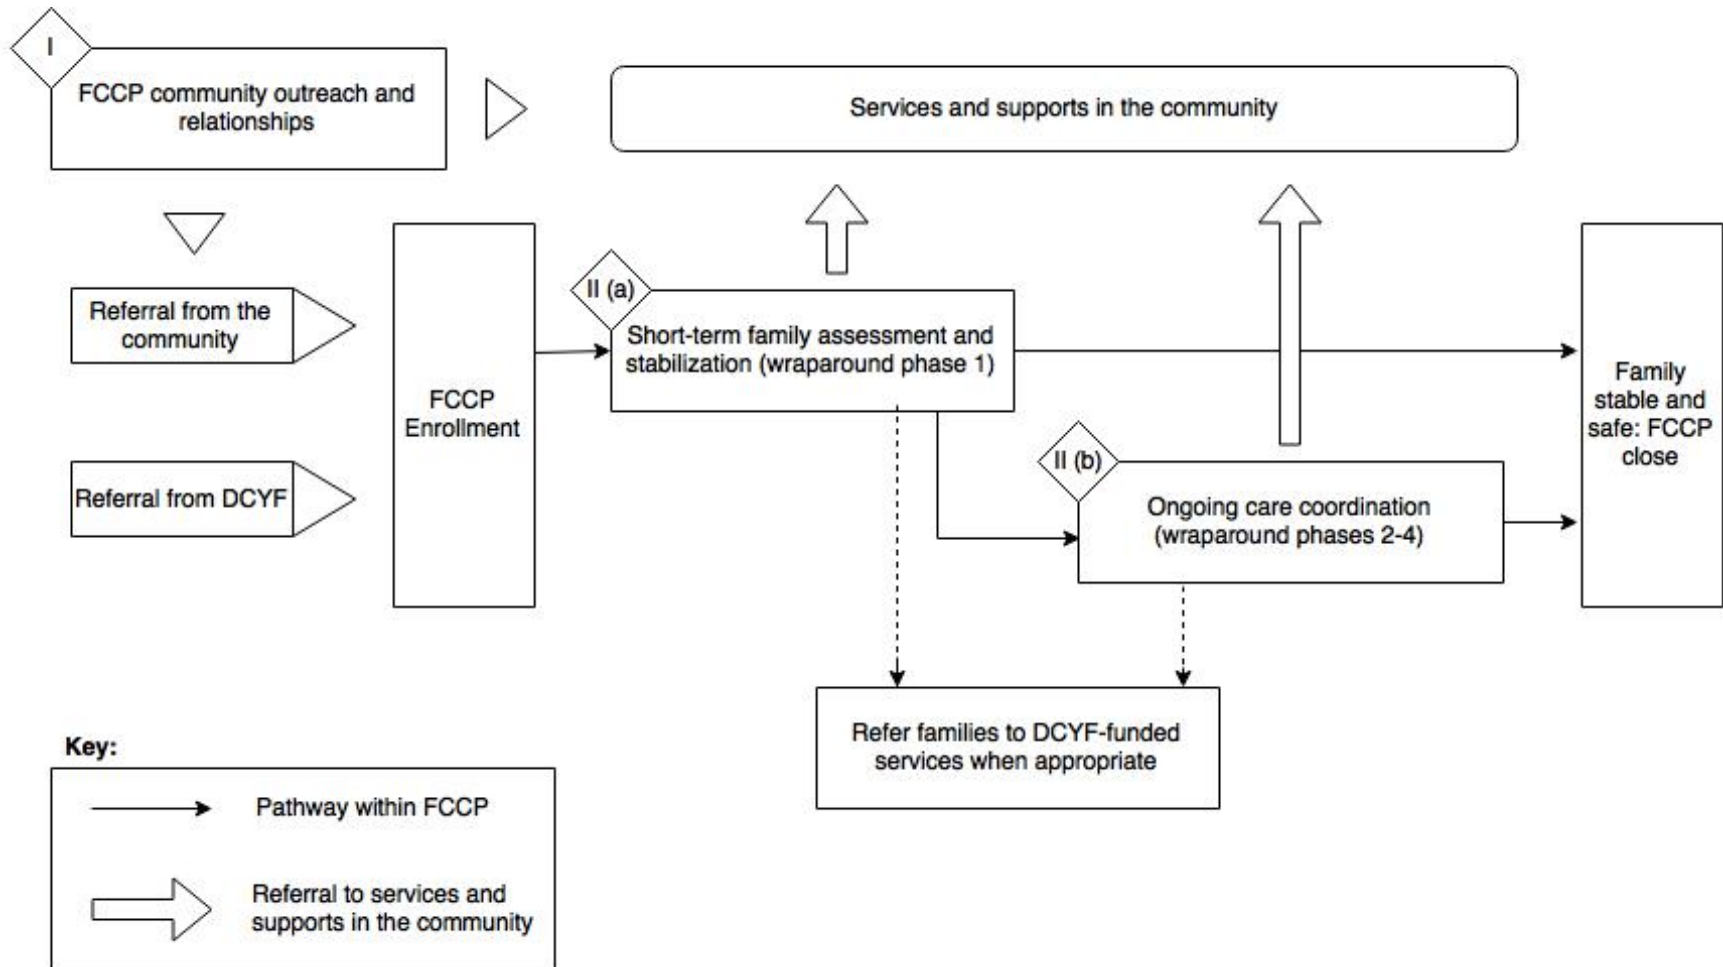 I
FCCP community outreach and
relationships
Services and supports in the community
Referral from the
community
Referral from DCYF
FCCP
Enrollment
II (a)
Short-term family assessment and
stabilization (wraparound phase 1)
II (b)
Ongoing care coordination
(wraparound phases 2-4)
Family
stable and
safe: FCCP
close
Refer families to DCYF-funded
services when appropriate
Key:
Pathway within FCCP
Referral to services and
supports in the community